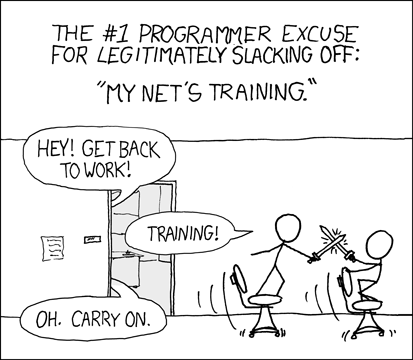 THE #1 PROGRAMMER EXCUSE
FOR LEGITIMATELY SLACKING OFF:
"MY NET'S TRAINING."
HEY! GET BACK
TO WORK!
TRAINING!
OH. CARRY ON.